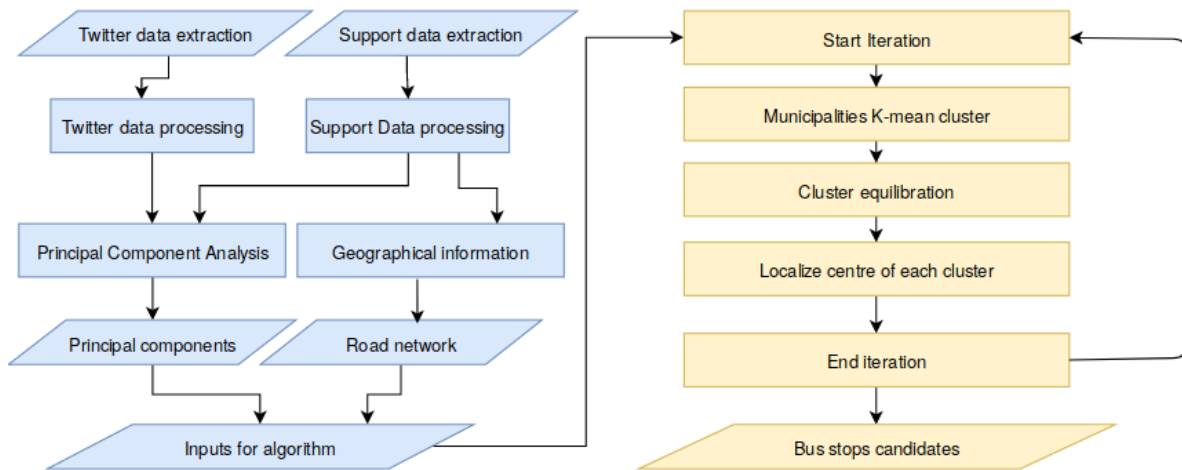 Twitter data extraction
Support data extraction
Twitter data processing
Support Data processing
Principal Component Analysis
Geographical information
Principal components
Road network
Inputs for algorithm
Start Iteration
Municipalities K-mean cluster
Cluster equilibration
Localize centre of each cluster
End iteration
Bus stops candidates